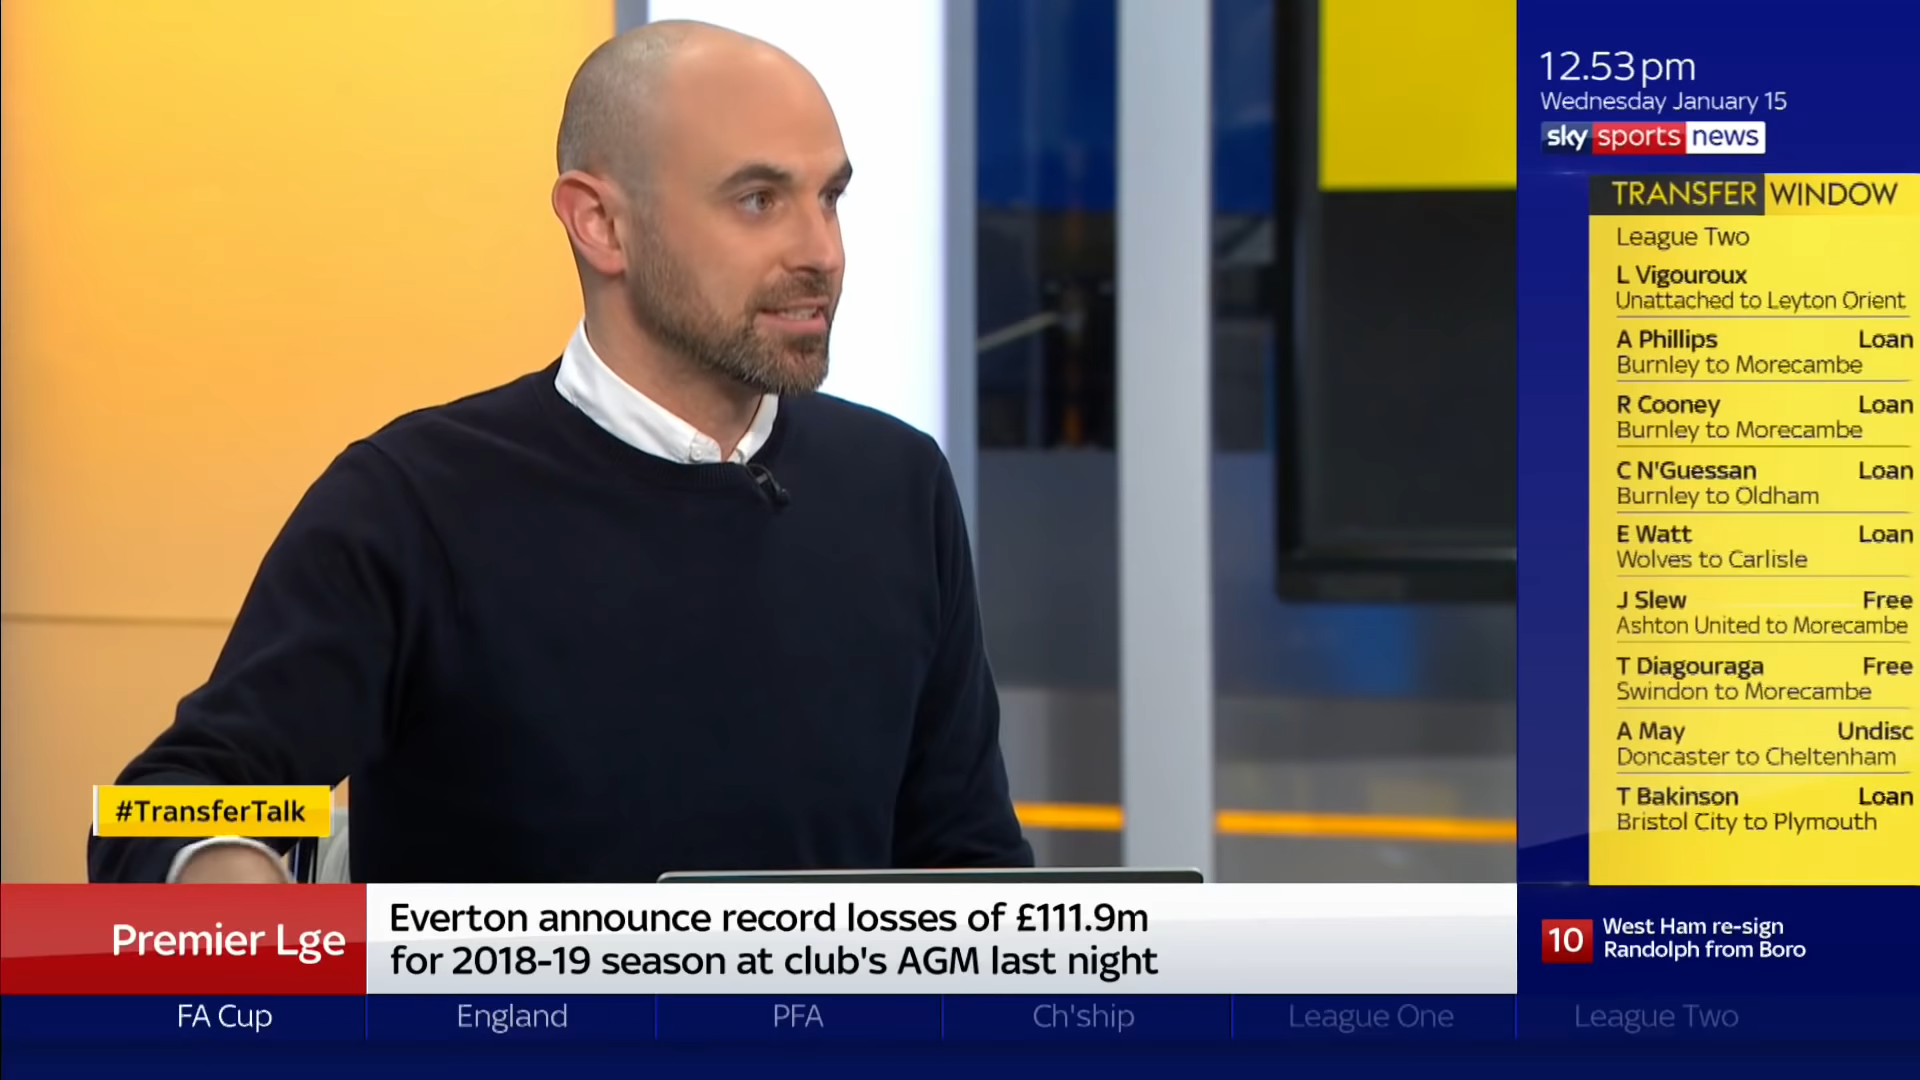 12.53pm
Wednesday January 15
sky sports news
TRANSFER WINDOW
League Two
L Vigouroux
Unattached to Leyton Orient
A Phillips Loan
Burnley to Morecambe
R Cooney Loan
Burnley to Morecambe
C N'Guessan Loan
Burnley to Oldham
E Watt Loan
Wolves to Carlisle
J Slew Free
Ashton United to Morecambe
T Diagouraga Free
Swindon to Morecambe
A May Undisc
Doncaster to Cheltenham
T Bakinson Loan
Bristol City to Plymouth
#TransferTalk
Premier Lge
Everton announce record losses of £111.9m
for 2018-19 season at club's AGM last night
10 West Ham re-sign
Randolph from Boro
FA Cup England PFA Ch'ship League One League Two